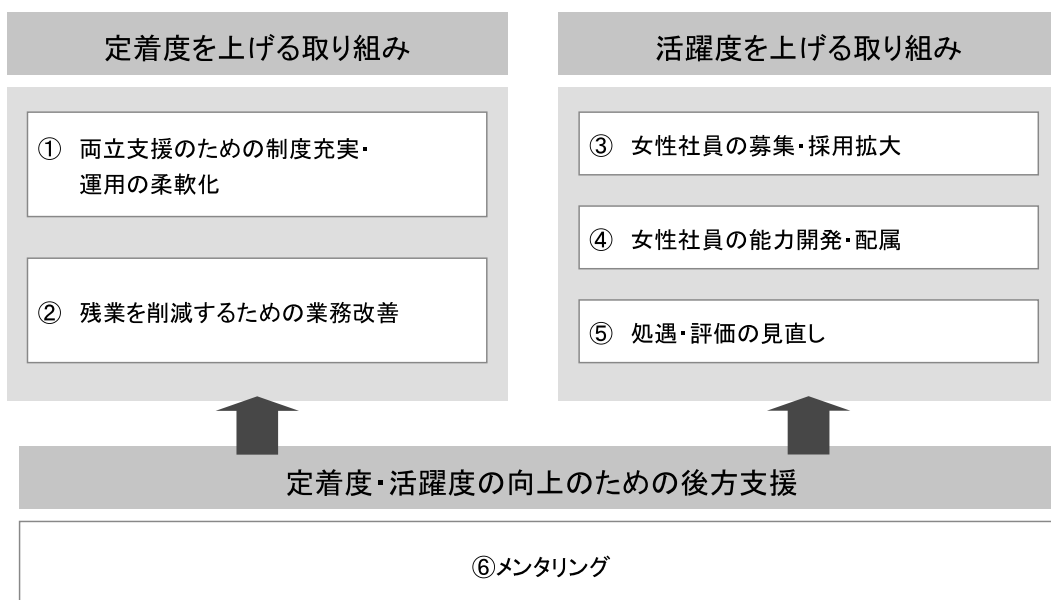 定着度を上げる取り組み
① 両立支援のための制度充実・
運用の柔軟化
② 残業を削減するための業務改善
活躍度を上げる取り組み
③ 女性社員の募集・採用拡大
④ 女性社員の能力開発・配属
⑤ 処遇・評価の見直し
定着度・活躍度の向上のための後方支援
⑥メンタリング